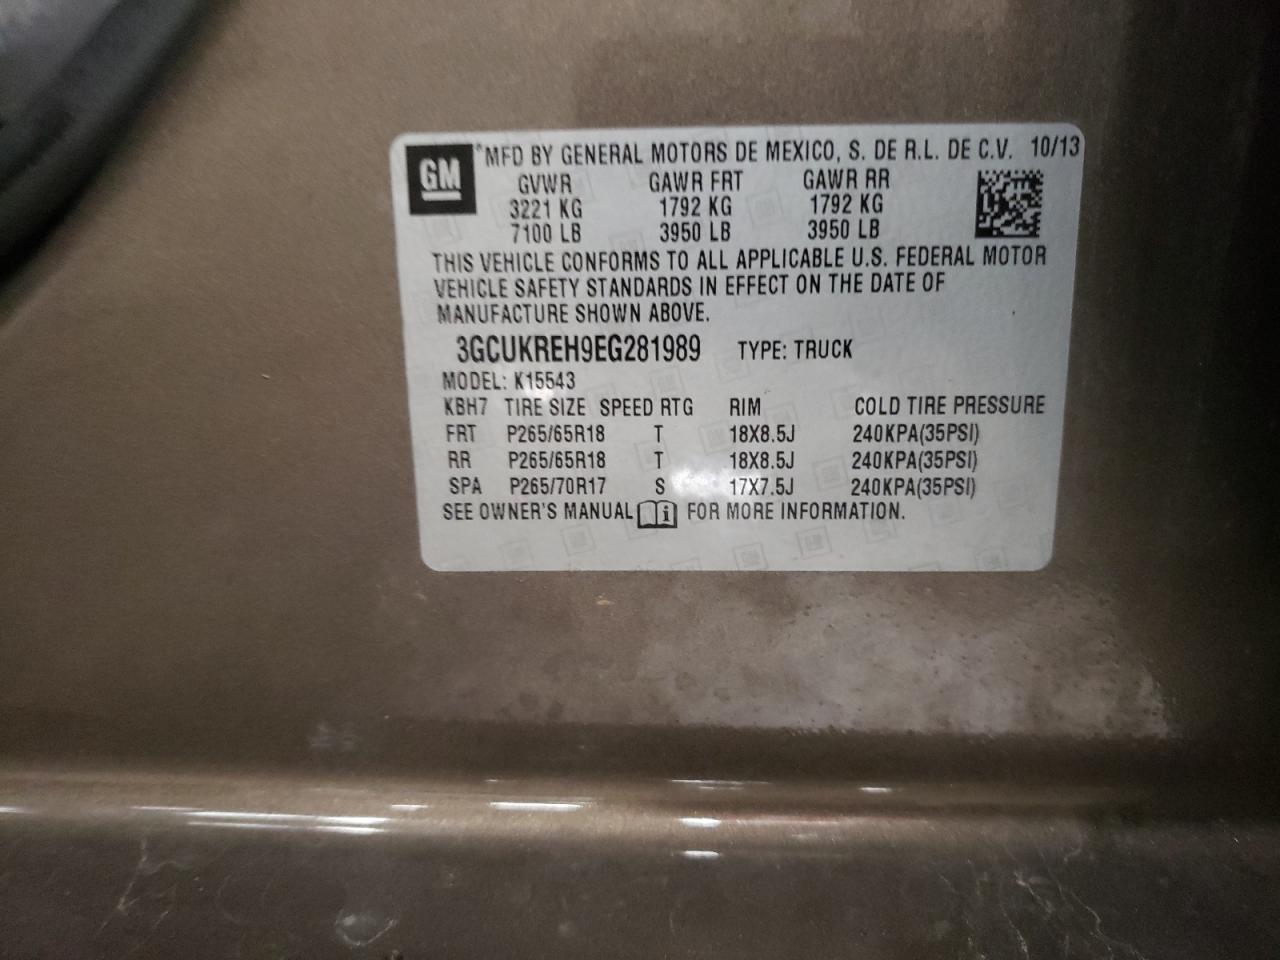 GM
*MFD BY GENERAL MOTORS DE MEXICO, S. DE R.L. DE C.V. 10/13
GVWR GAWR FRT GAWR RR
3221 KG 1792 KG 1792 KG
7100 LB 3950 LB 3950 LB
THIS VEHICLE CONFORMS TO ALL APPLICABLE U.S. FEDERAL MOTOR
VEHICLE SAFETY STANDARDS IN EFFECT ON THE DATE OF
MANUFACTURE SHOWN ABOVE.
3GCUKREH9EG281989 TYPE: TRUCK
MODEL: K15543
KBH7 TIRE SIZE SPEED RTG RIM COLD TIRE PRESSURE
FRT P265/65R18 T 18X8.5J 240KPA(35PSI)
RR P265/65R18 T 18X8.5J 240KPA(35PSI)
SPA P265/70R17 S 17X7.5J 240KPA(35PSI)
SEE OWNER'S MANUAL i FOR MORE INFORMATION.